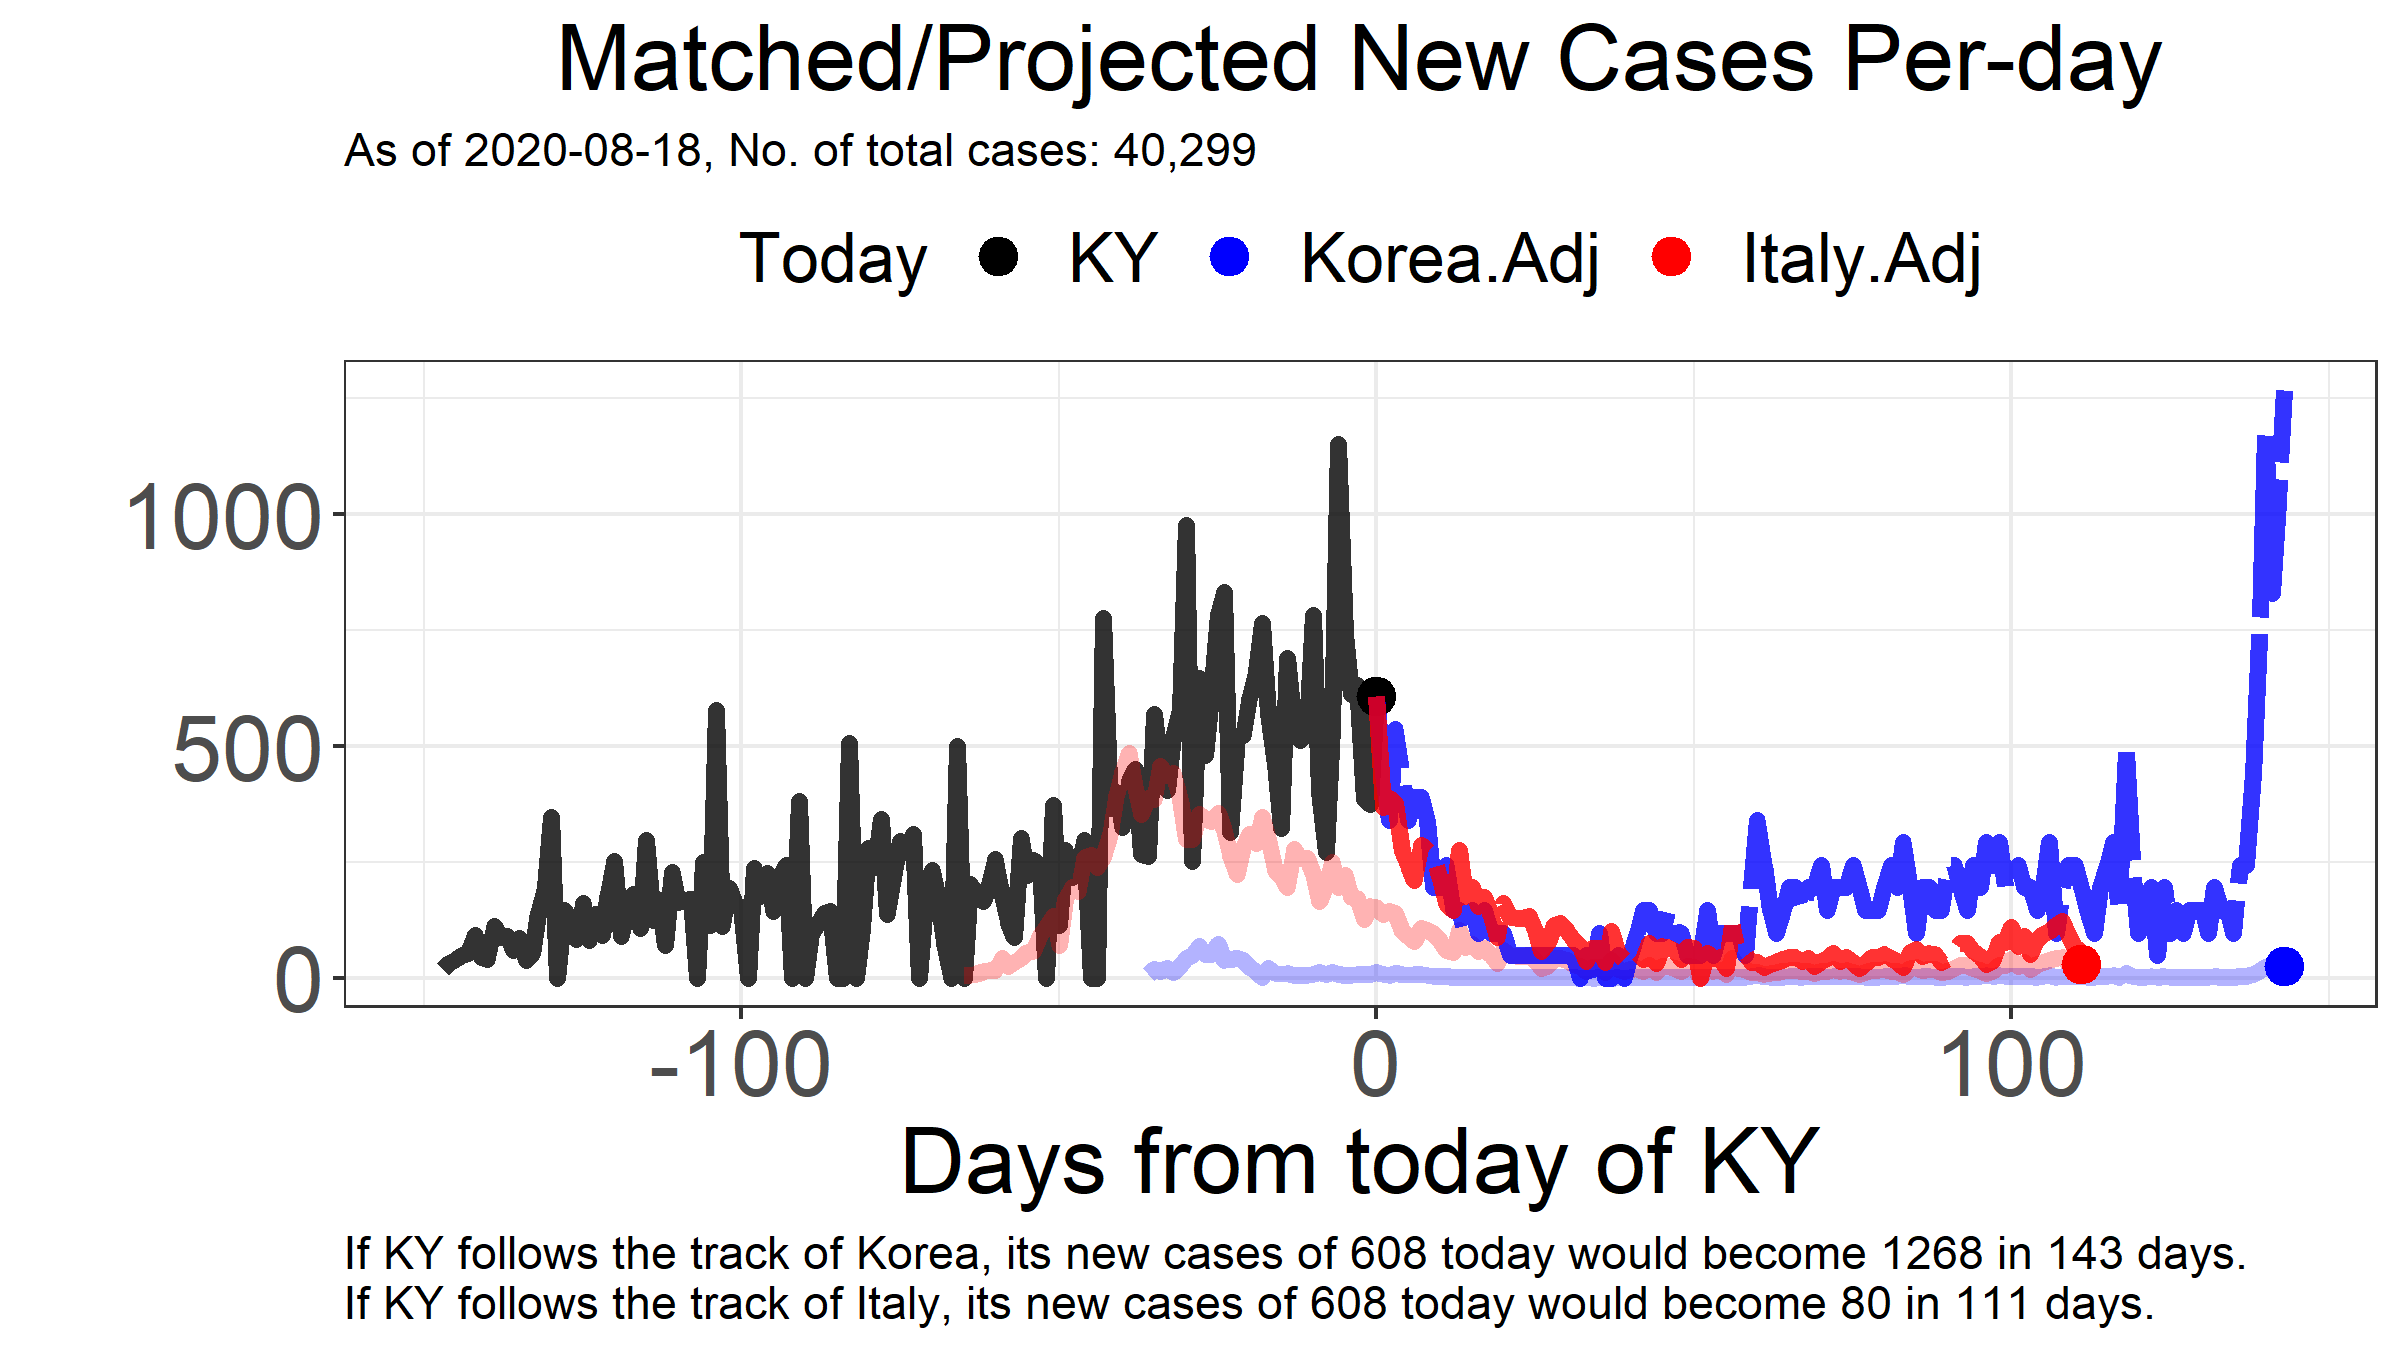 Matched/Projected New Cases Per-day
As of 2020-08-18, No. of total cases: 40,299
Today KY Korea.Adj Italy.Adj
1000
500
0
-100 0 100
Days from today of KY
If KY follows the track of Korea, its new cases of 608 today would become 1268 in 143 days.
If KY follows the track of Italy, its new cases of 608 today would become 80 in 111 days.